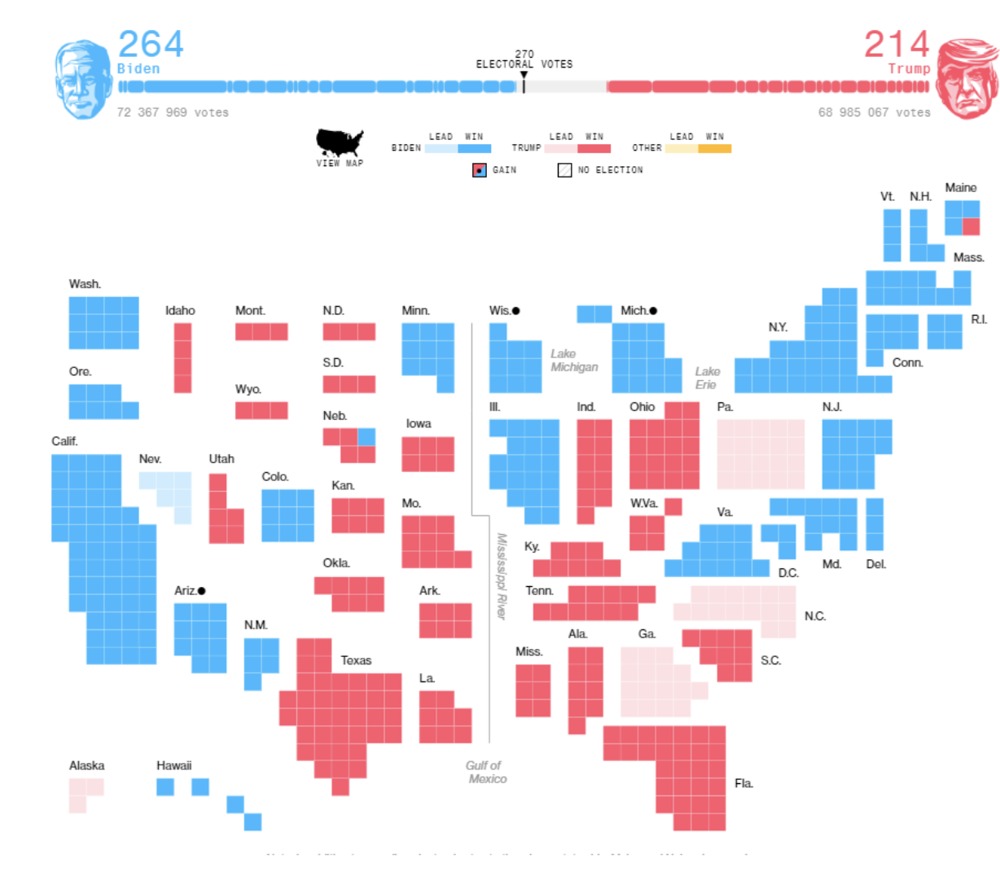 264
Biden
72 367 969 votes
270
ELECTORAL VOTES
214
Trump
68 985 067 votes
VIEW MAP
LEAD WIN
BIDEN
LEAD WIN
TRUMP
LEAD WIN
OTHER
GAIN
NO ELECTION
Vt.
N.H.
Maine
Mass.
Wash.
Idaho
Mont.
N.D.
Minn.
Wis.
Mich.
N.Y.
R.I.
Lake
Michigan
Lake
Erie
Conn.
Ore.
S.D.
Wyo.
Neb.
Iowa
Ill.
Ind.
Ohio
Pa.
N.J.
Calif.
Nev.
Utah
Colo.
Kan.
Mo.
W.Va.
Va.
Mississippi River
Ky.
D.C.
Md.
Del.
Okla.
Ariz.
Ark.
Tenn.
N.C.
N.M.
Texas
La.
Miss.
Ala.
Ga.
S.C.
Alaska
Hawaii
Gulf of
Mexico
Fla.